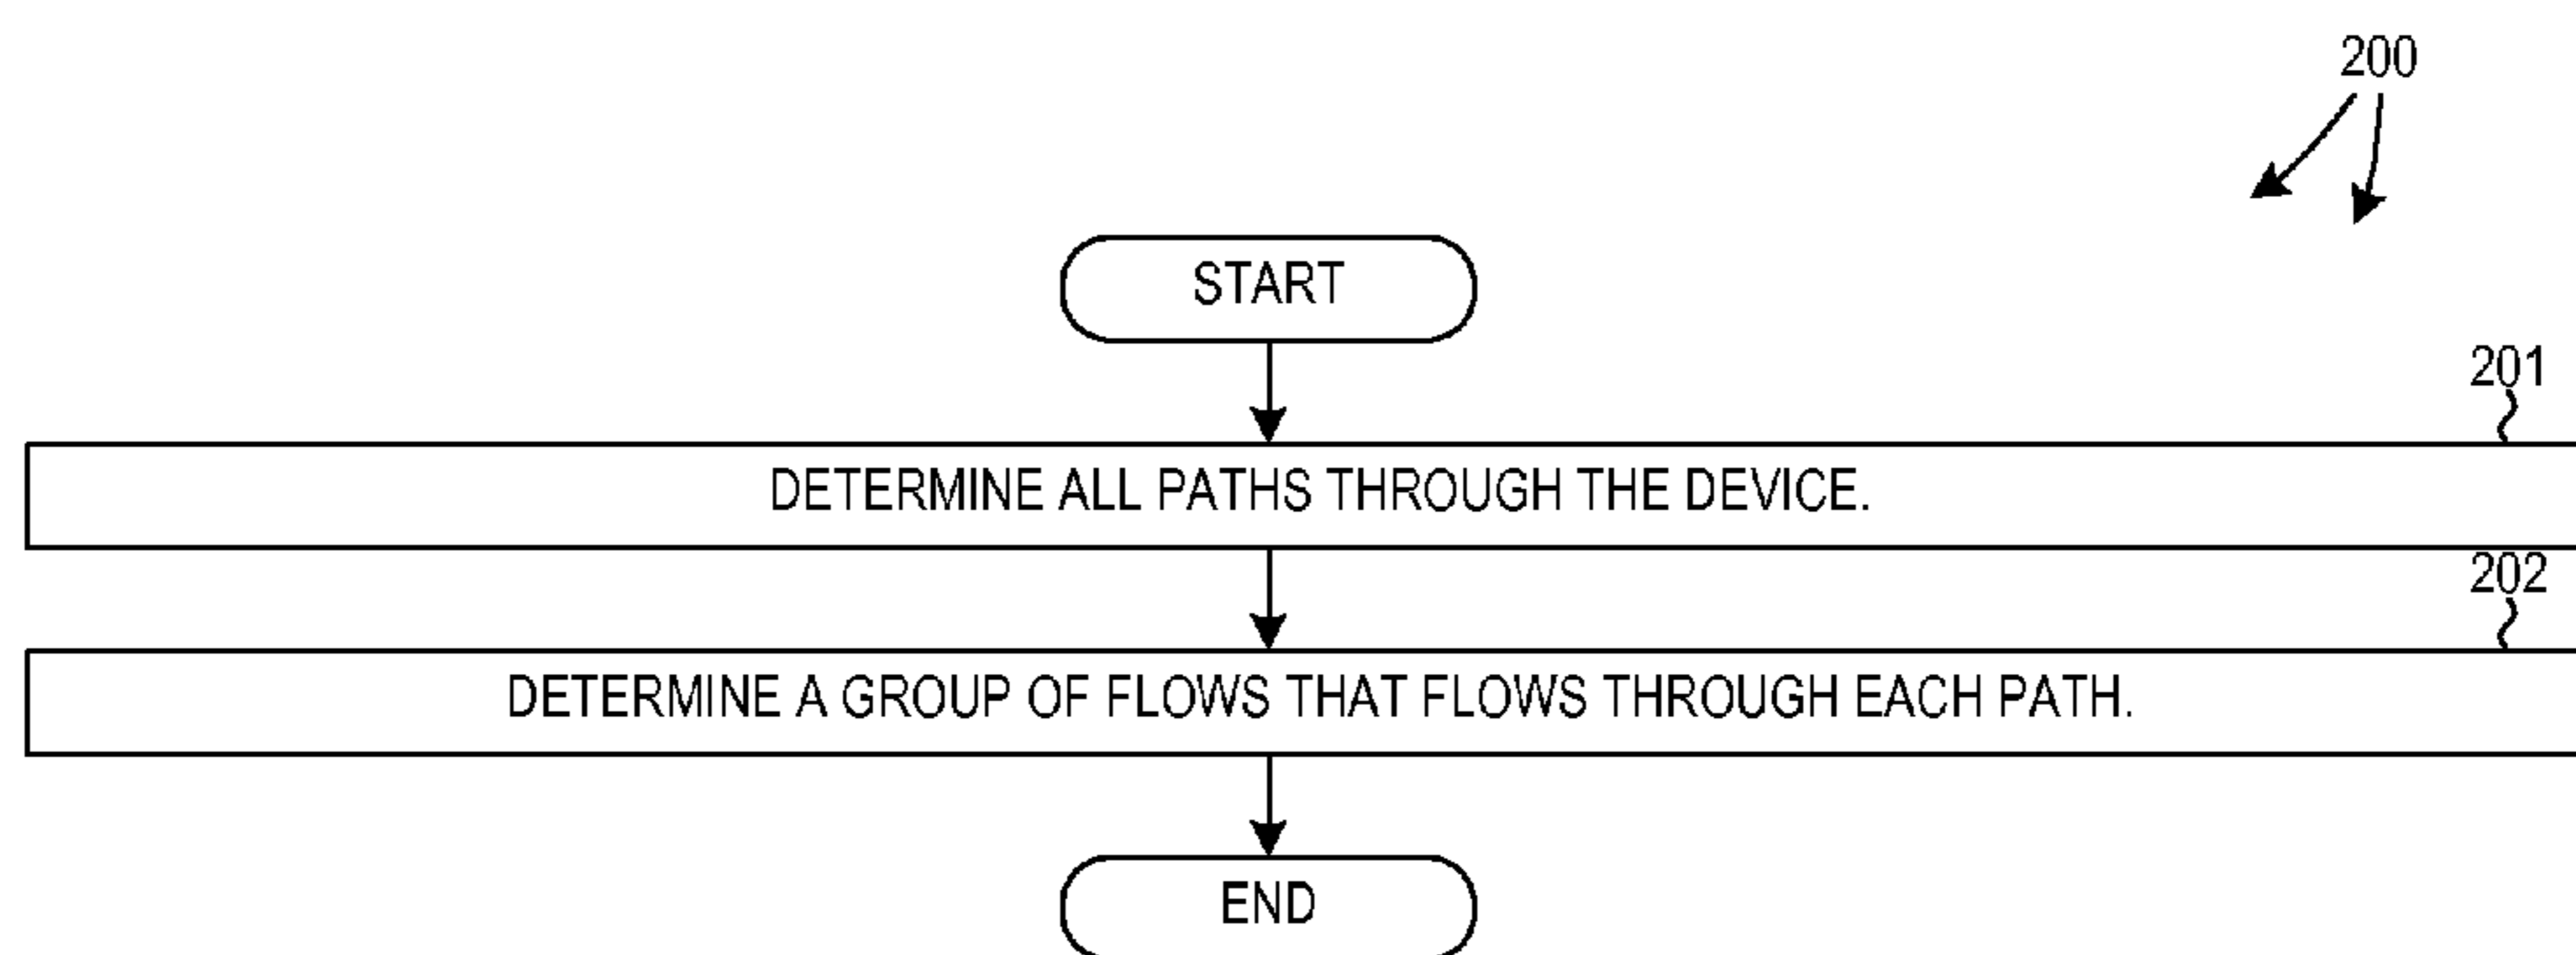 200
START
201
DETERMINE ALL PATHS THROUGH THE DEVICE.
202
DETERMINE A GROUP OF FLOWS THAT FLOWS THROUGH EACH PATH.
END